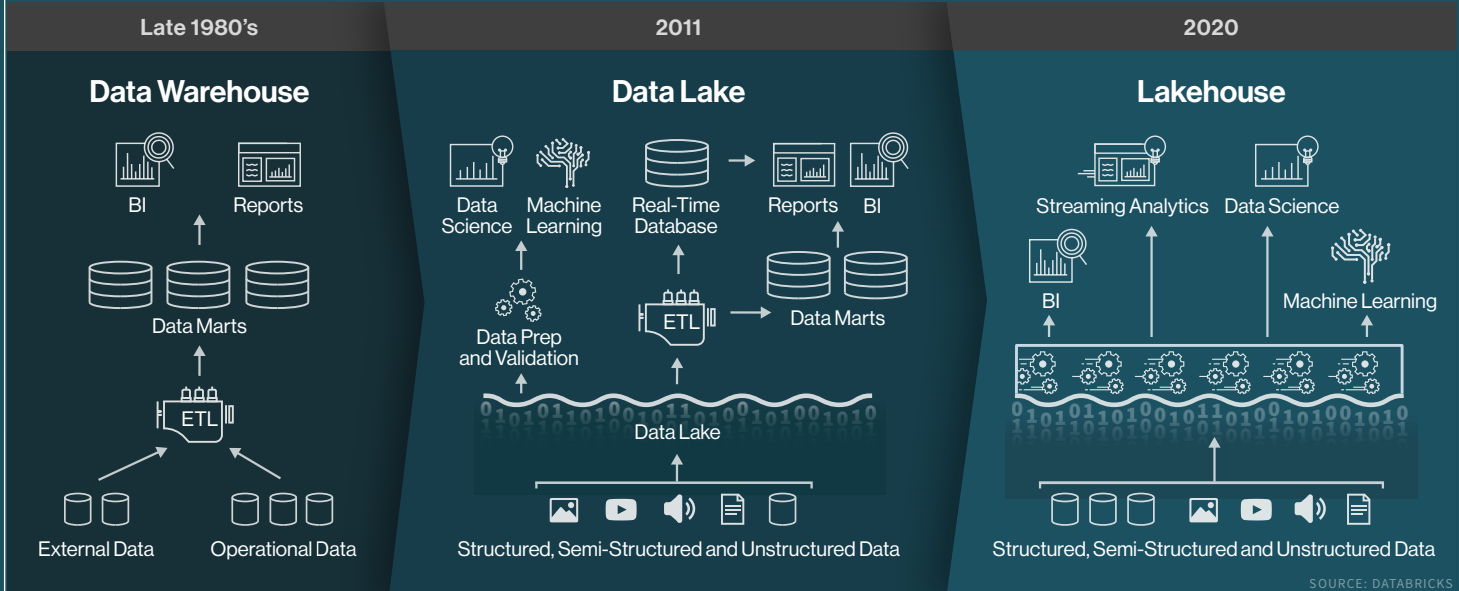 Late 1980's
Data Warehouse
BI
Reports
Data Marts
ETL
External Data
Operational Data
2011
Data Lake
Data
Science
Machine
Learning
Real-Time
Database
Reports
BI
Data Prep
and Validation
ETL
Data Marts
Data Lake
Structured, Semi-Structured and Unstructured Data
2020
Lakehouse
Streaming Analytics
Data Science
BI
Machine Learning
Structured, Semi-Structured and Unstructured Data
SOURCE: DATABRICKS